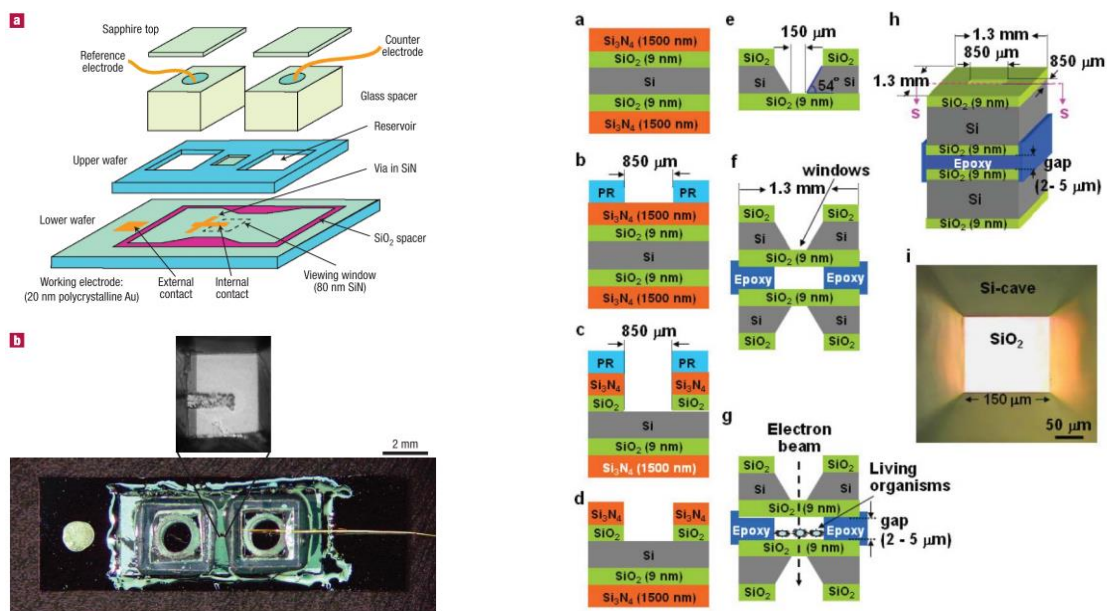 a
Sapphire top
Reference
electrode
Counter
electrode
Glass spacer
Reservoir
Upper wafer
Via in SiN
Lower wafer
SiO₂ spacer
Working electrode:
(20 nm polycrystalline Au)
External
contact
Internal
contact
Viewing window
(80 nm SiN)
b
2 mm
a
Si₃N₄ (1500 nm)
SiO₂ (9 nm)
Si
SiO₂ (9 nm)
Si₃N₄ (1500 nm)
b
850 μm
PR
PR
Si₃N₄ (1500 nm)
SiO₂ (9 nm)
Si
SiO₂ (9 nm)
Si₃N₄ (1500 nm)
c
850 μm
PR
PR
Si₃N₄
Si₃N₄
SiO₂
SiO₂
Si
SiO₂ (9 nm)
Si₃N₄ (1500 nm)
d
Si₃N₄
Si₃N₄
SiO₂
SiO₂
Si
SiO₂ (9 nm)
Si₃N₄ (1500 nm)
e
150 μm
SiO₂
SiO₂
Si
54°
Si
SiO₂ (9 nm)
f
windows
1.3 mm
SiO₂
SiO₂
Si
Si
SiO₂ (9 nm)
Epoxy
Epoxy
SiO₂ (9 nm)
Si
Si
SiO₂
SiO₂
g
Electron
beam
SiO₂
SiO₂
Living
organisms
Si
Si
SiO₂ (9 nm)
Epoxy
Epoxy
gap
(2 - 5 μm)
SiO₂ (9 nm)
Si
Si
SiO₂
SiO₂
h
1.3 mm
850 μm
850 μm
1.3 mm
S
S
SiO₂ (9 nm)
Si
SiO₂ (9 nm)
Epoxy
SiO₂ (9 nm)
gap
(2- 5 μm)
Si
SiO₂ (9 nm)
i
Si-cave
SiO₂
150 μm
50 μm